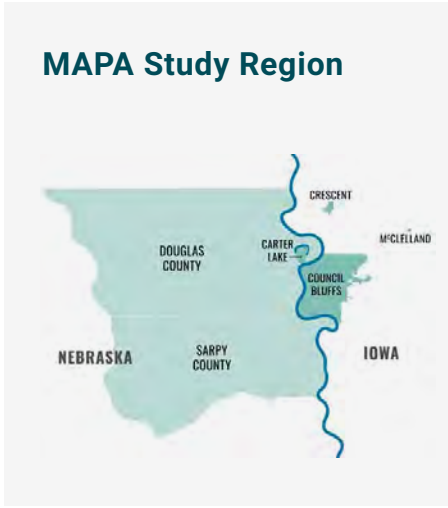 MAPA Study Region
CRESCENT
McCLELLAND
CARTER
LAKE
DOUGLAS
COUNTY
COUNCIL
BLUFFS
NEBRASKA
SARPY
COUNTY
IOWA